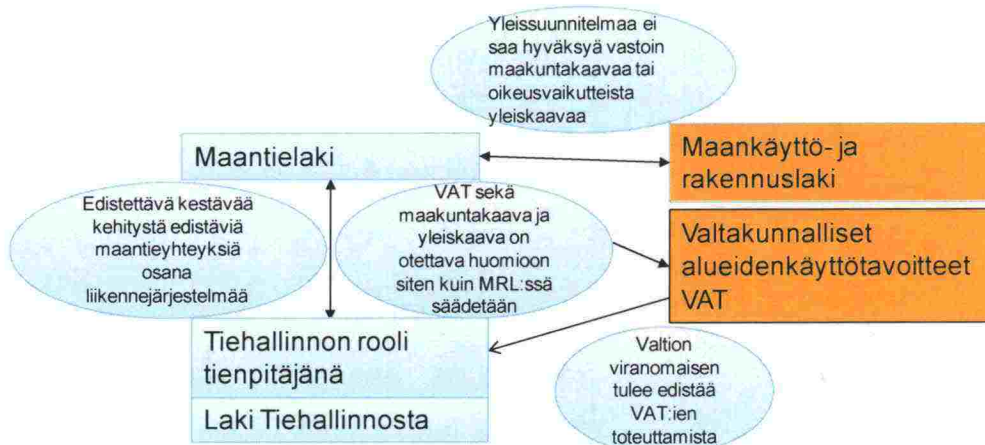 Yleissuunnitelmaa ei
saa hyväksyä vastoin
maakuntakaavaa tai
oikeusvaikutteista
yleiskaavaa
Maantielaki
Maankäyttö- ja
rakennuslaki
Edistettävä kestävää
kehitystä edistäviä
maantieyhteyksiä
osana
liikennejärjestelmää
VAT sekä
maakuntakaava ja
yleiskaava on
otettava huomioon
siten kuin MRL:ssä
säädetään
Valtakunnalliset
alueidenkäyttötavoitteet
VAT
Tiehallinnon rooli
tienpitäjänä
Laki Tiehallinnosta
Valtion
viranomaisen
tulee edistää
VAT:ien
toteuttamista